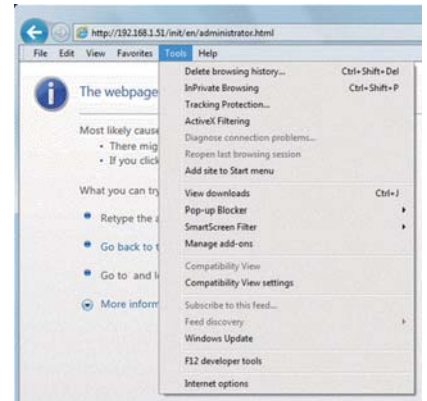 http://192.168.1.51/init/en/administrator.html
File Edit View Favorites Tools Help
Delete browsing history... Ctrl+Shift+Del
InPrivate Browsing Ctrl+Shift+P
The webpage
Tracking Protection...
ActiveX Filtering
Most likely cause
Diagnose connection problems...
• There mig
Reopen last browsing session
• If you click
Add site to Start menu
What you can try
View downloads Ctrl+J
Pop-up Blocker
Retype the a
SmartScreen Filter
Go back to t
Manage add-ons
Compatibility View
Go to and l
Compatibility View settings
More inform
Subscribe to this feed...
Feed discovery
Windows Update
F12 developer tools
Internet options